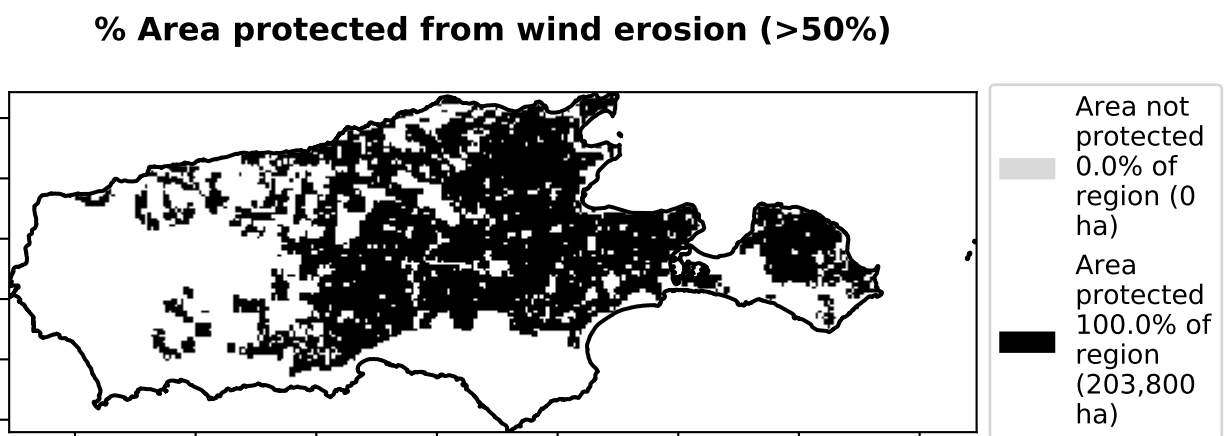 % Area protected from wind erosion (>50%)
Area not
protected
0.0% of
region (0
ha)
Area
protected
100.0% of
region
(203,800
ha)